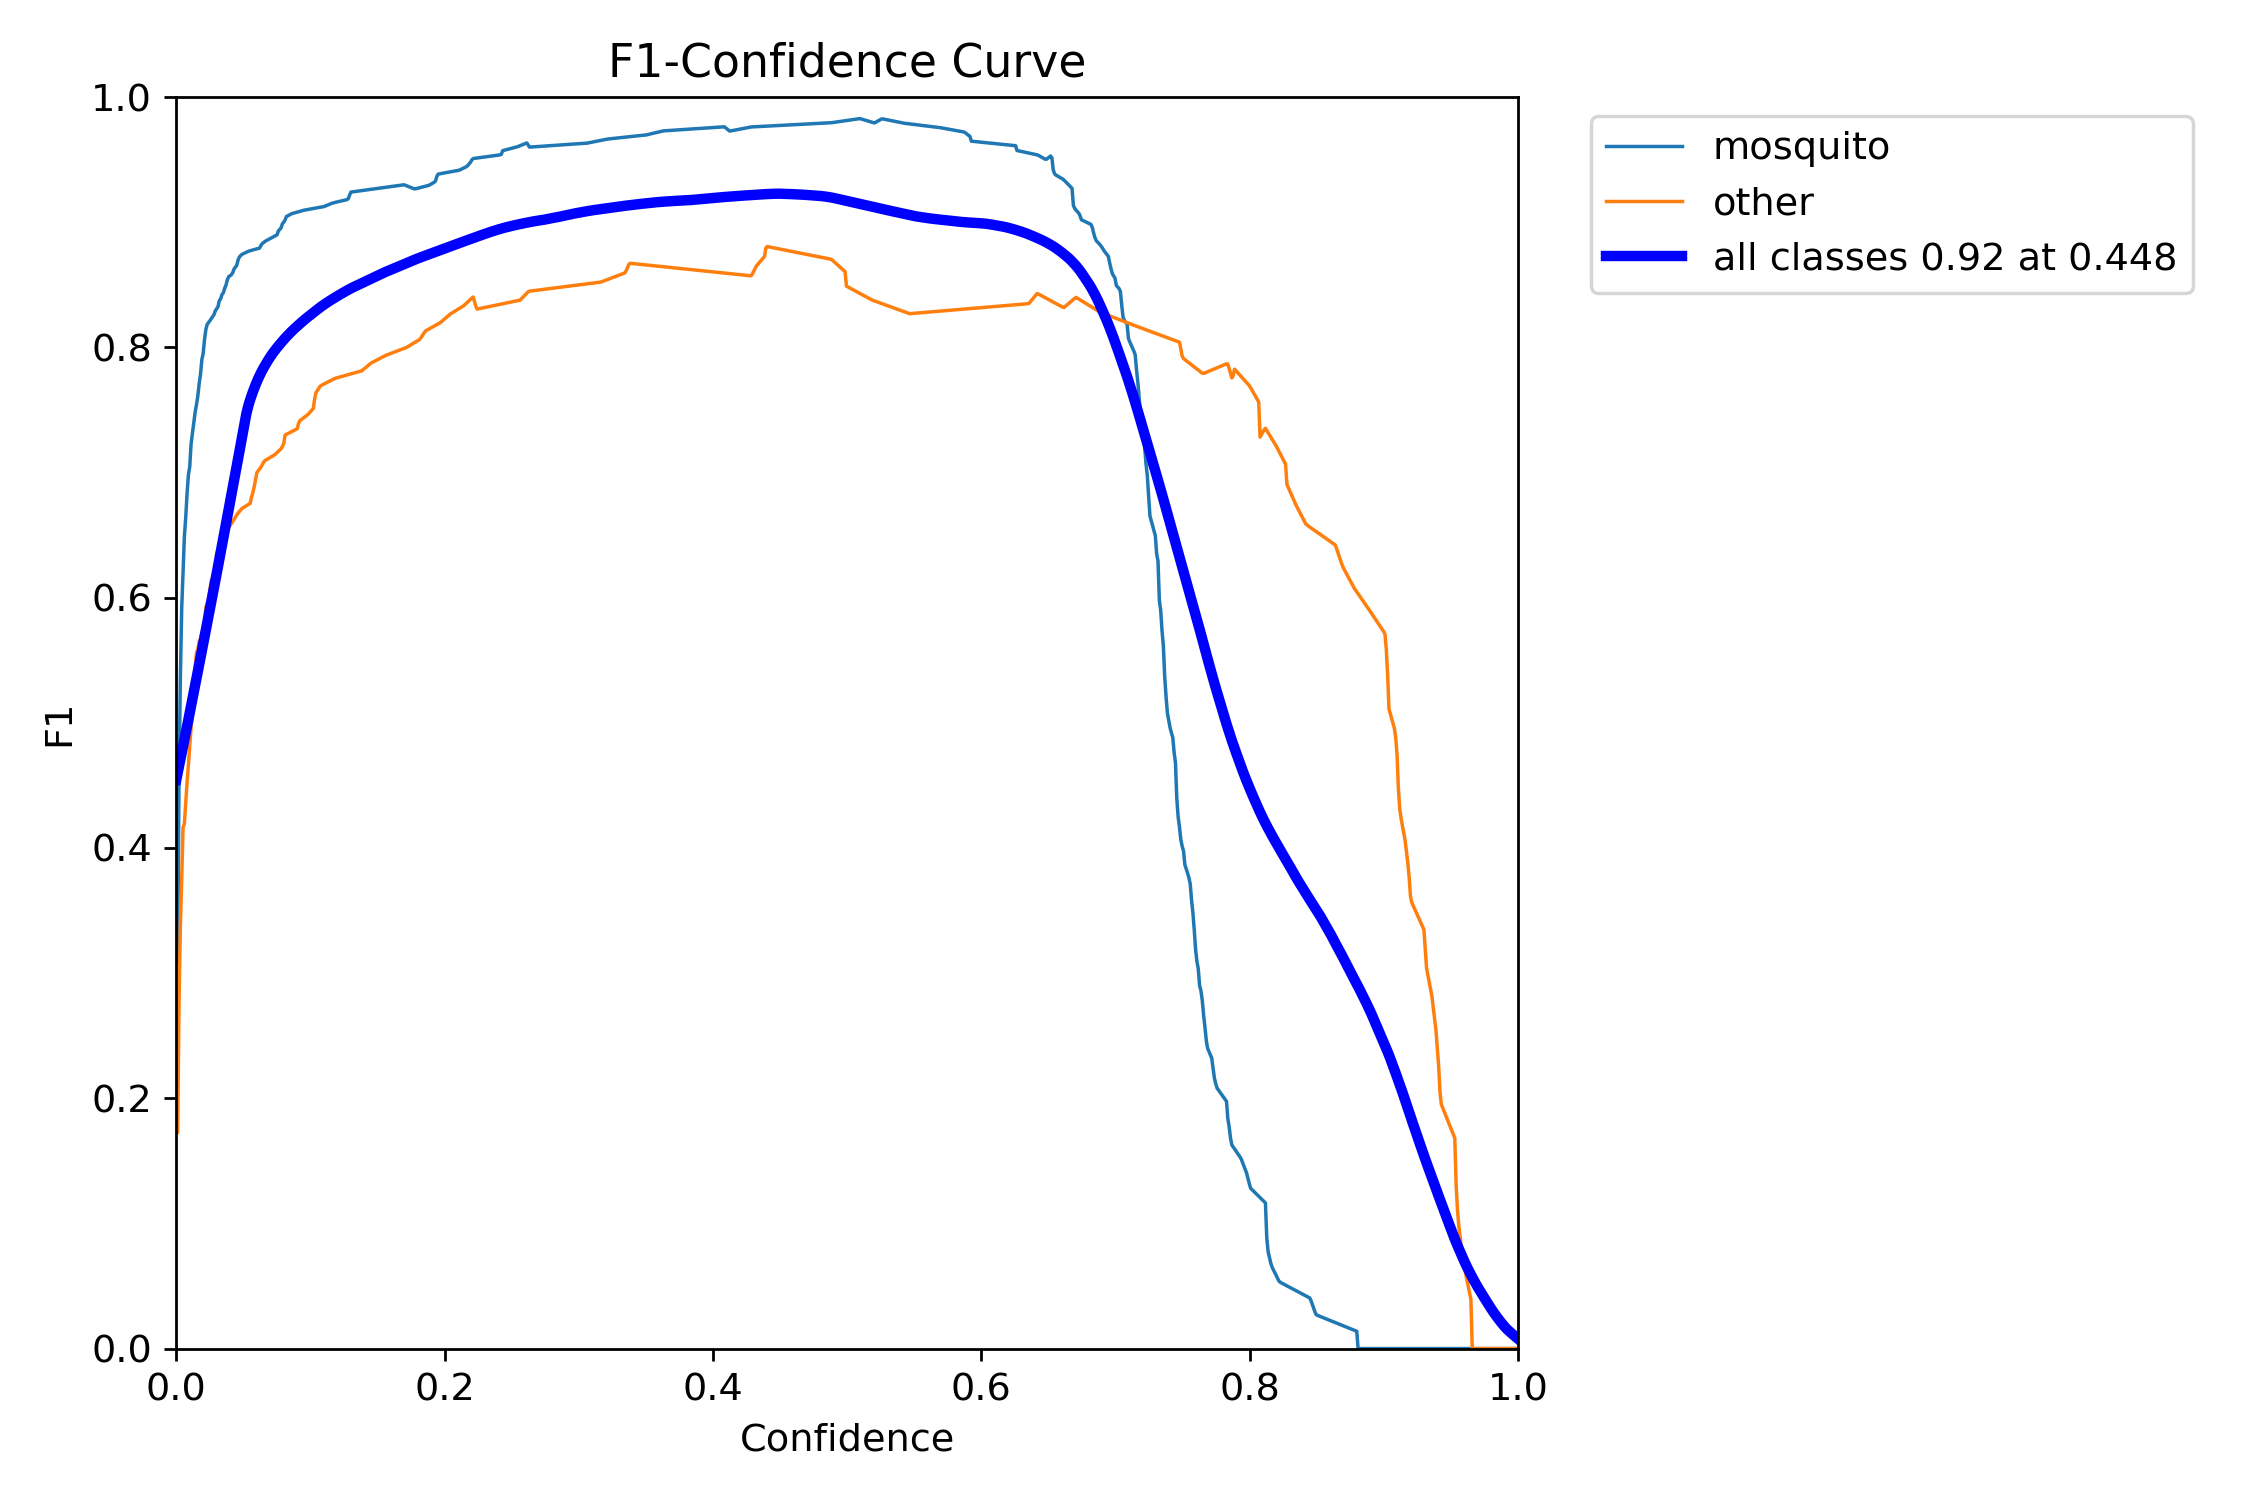 F1-Confidence Curve
mosquito
other
all classes 0.92 at 0.448
1.0
0.8
0.6
0.4
0.2
0.0
F1
0.0 0.2 0.4 0.6 0.8 1.0
Confidence